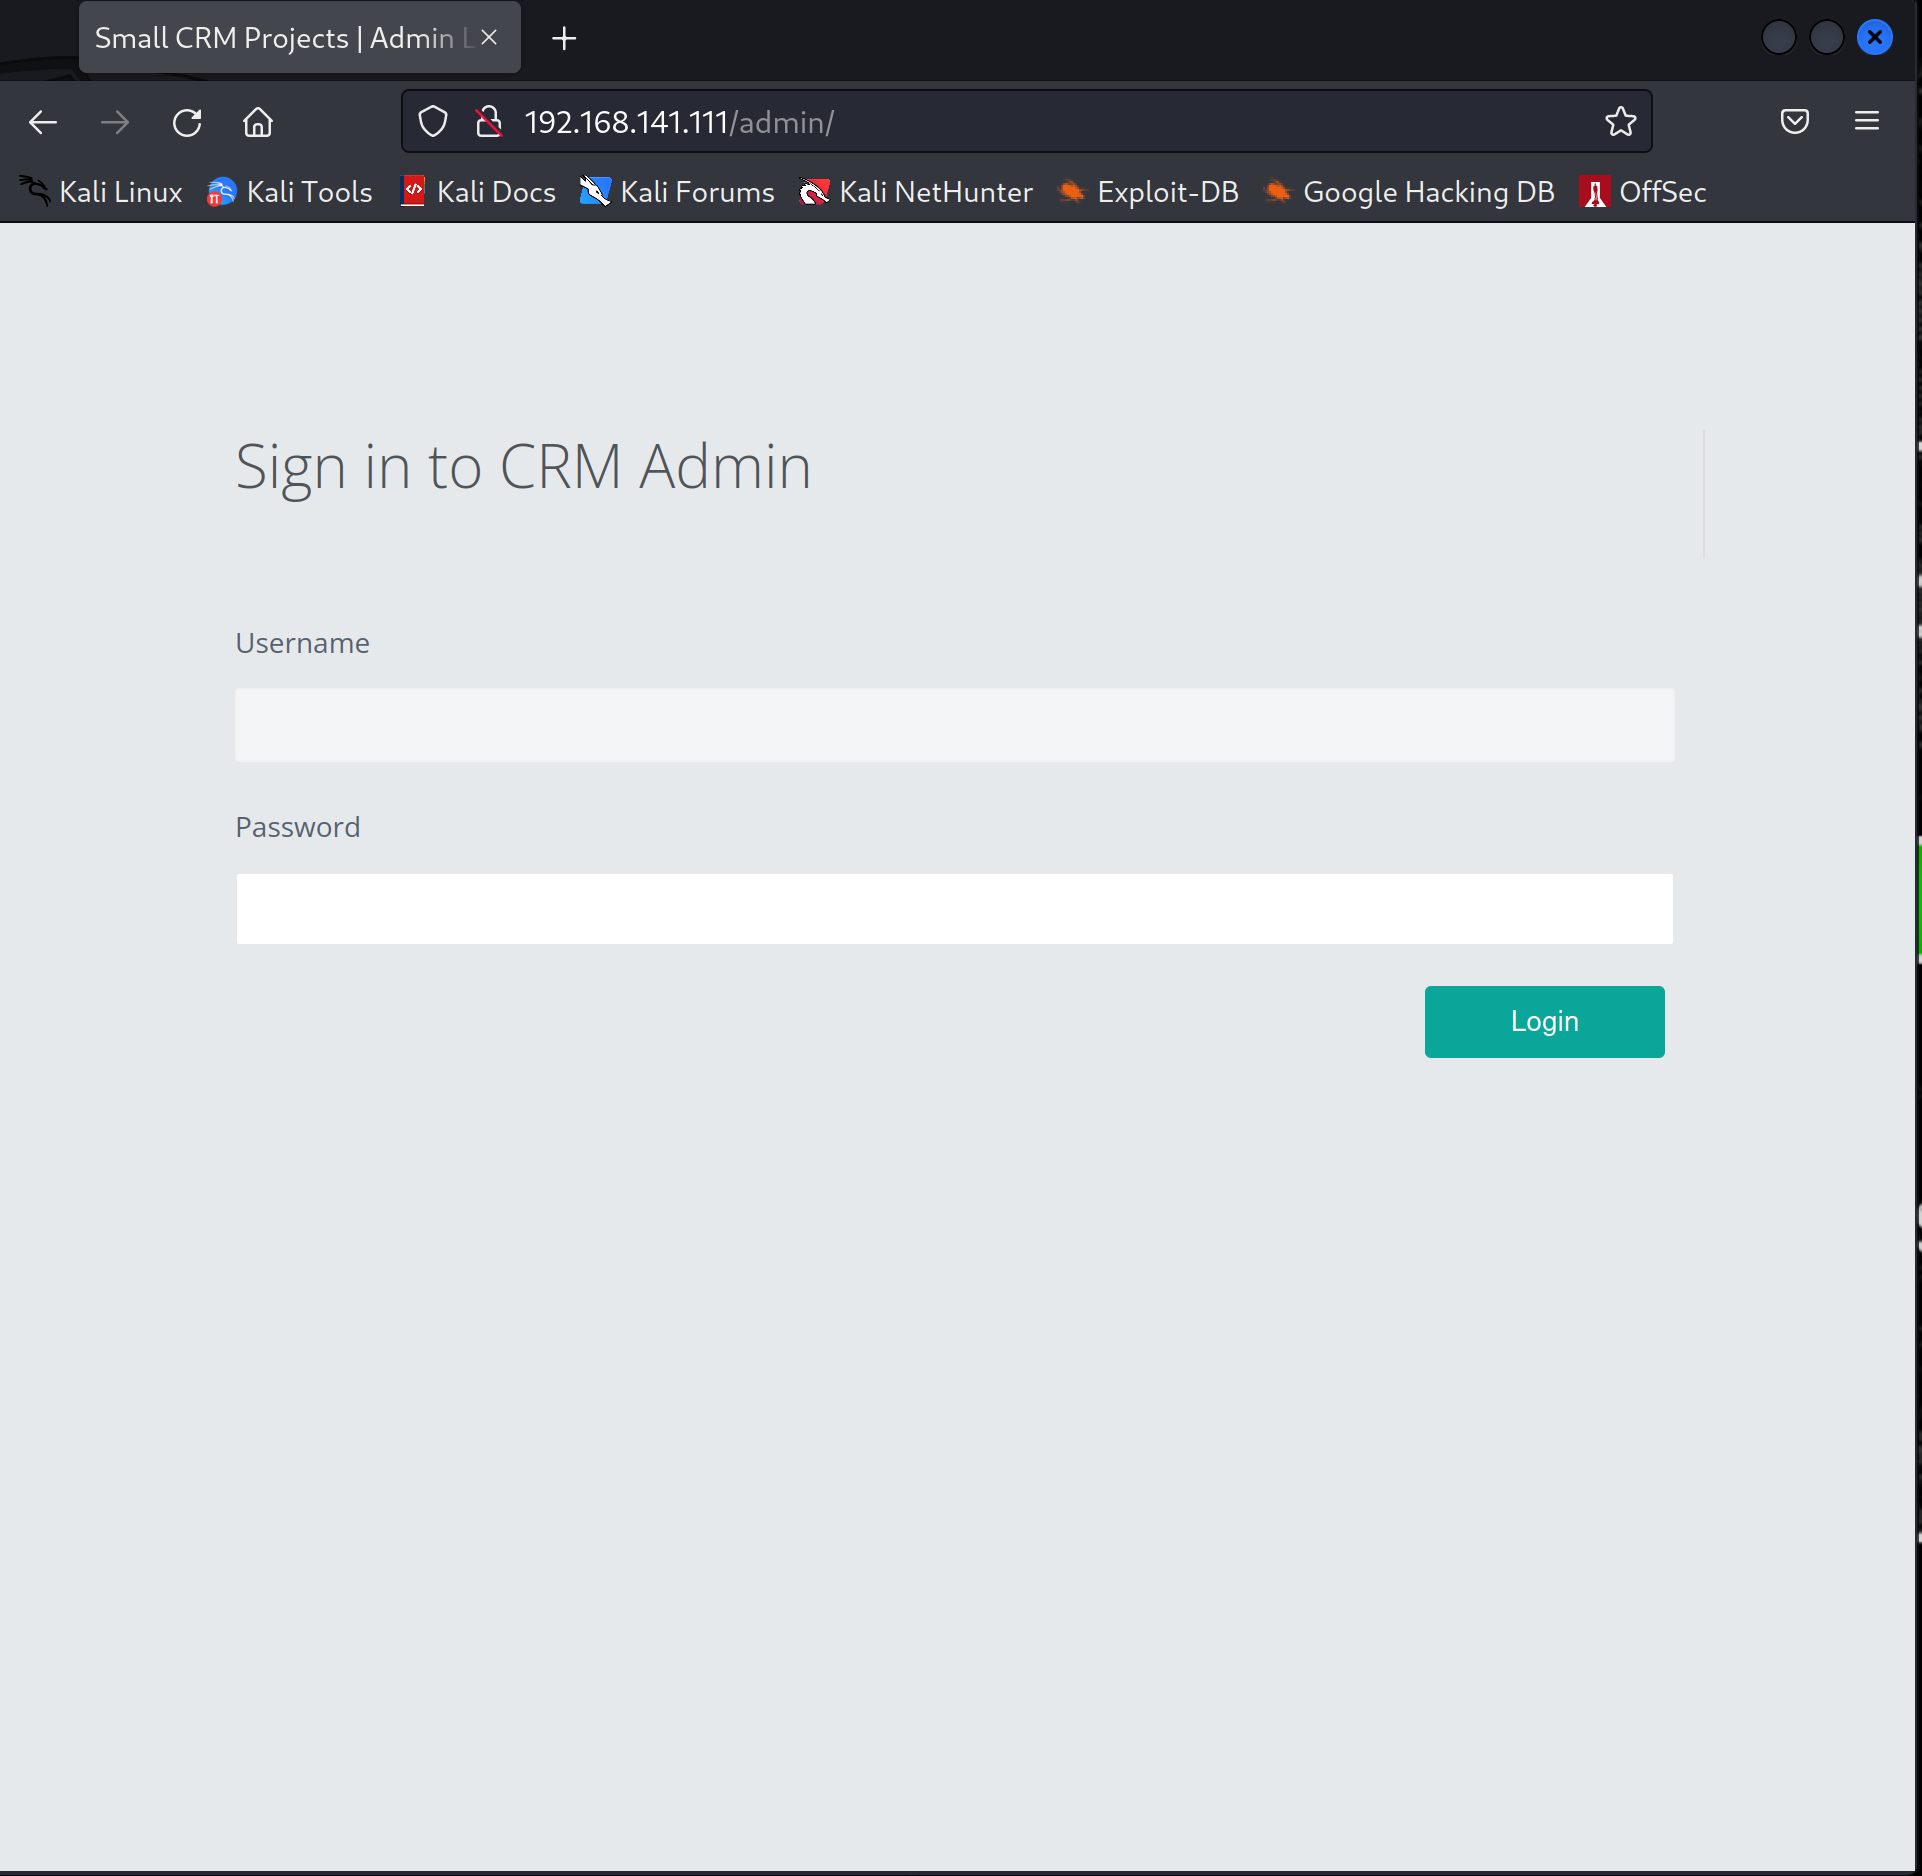 Small CRM Projects | Admin L
192.168.141.111/admin/
Kali Linux Kali Tools Kali Docs Kali Forums Kali NetHunter Exploit-DB Google Hacking DB OffSec
Sign in to CRM Admin
Username
Password
Login